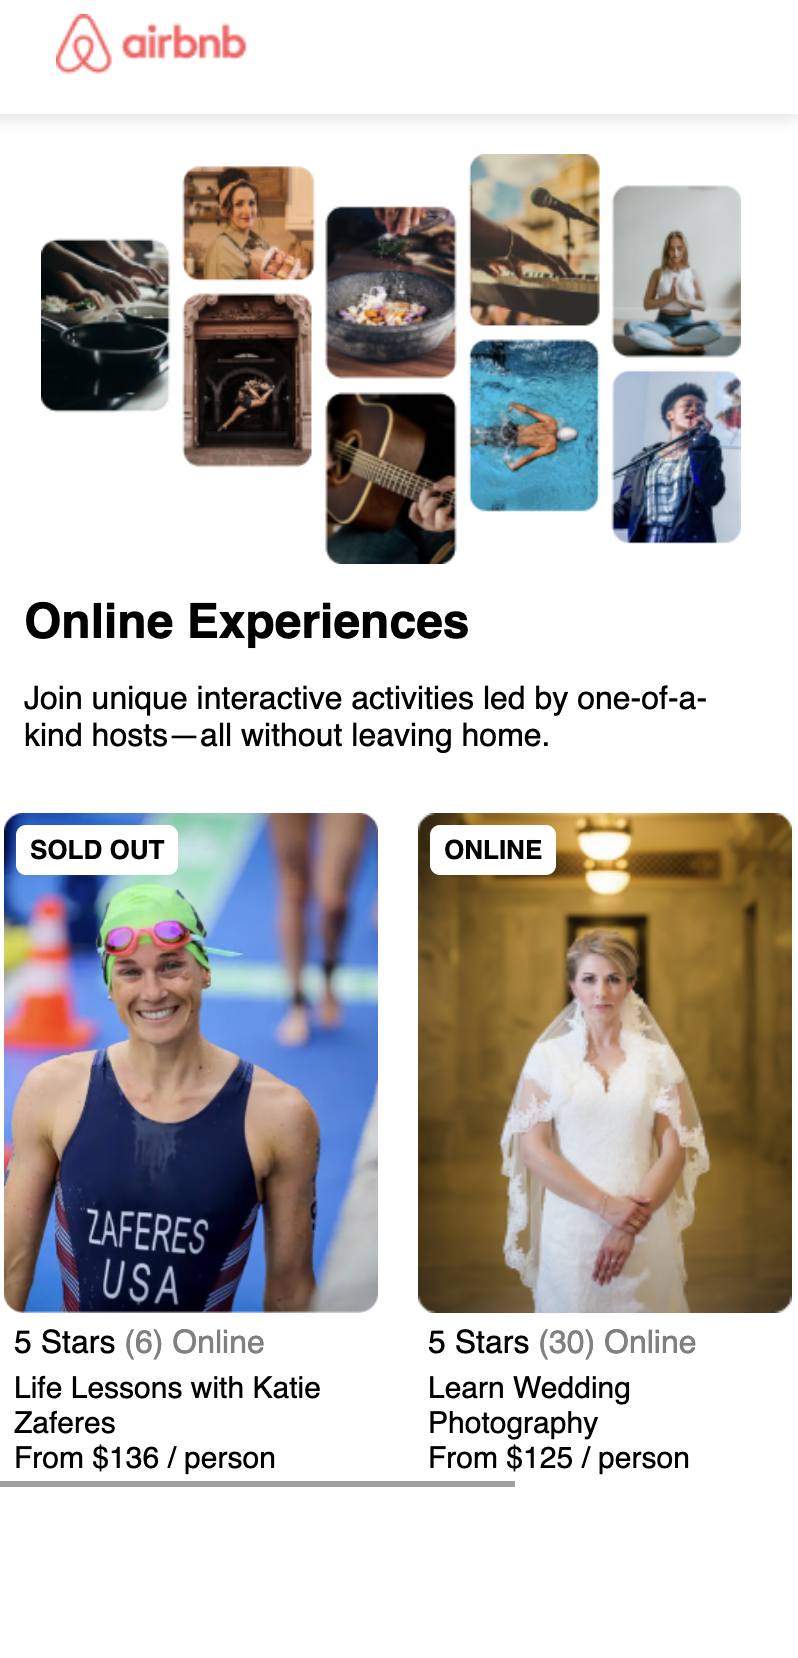 airbnb
Online Experiences
Join unique interactive activities led by one-of-a-
kind hosts—all without leaving home.
SOLD OUT
ZAFERES
USA
5 Stars (6) Online
Life Lessons with Katie
Zaferes
From $136 / person
ONLINE
5 Stars (30) Online
Learn Wedding
Photography
From $125 / person